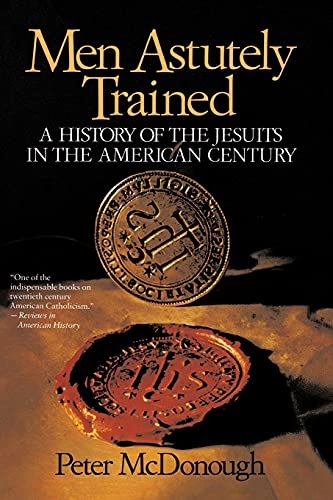 Men Astutely
Trained
A HISTORY OF THE JESUITS
IN THE AMERICAN CENTURY
"One of the
indispensable books on
twentieth century
American Catholicism."
— Reviews in
American History
ihs
Peter McDonough